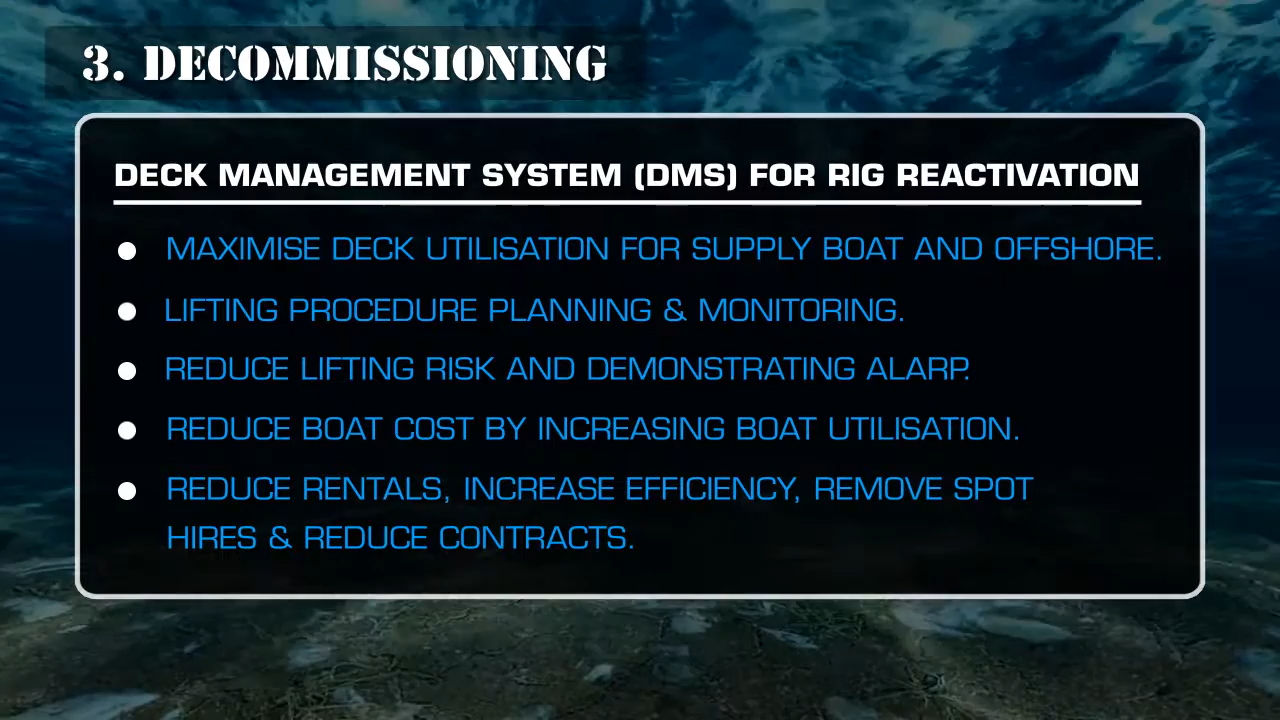 3. DECOMMISSIONING
DECK MANAGEMENT SYSTEM (DMS) FOR RIG REACTIVATION
● MAXIMISE DECK UTILISATION FOR SUPPLY BOAT AND OFFSHORE.
● LIFTING PROCEDURE PLANNING & MONITORING.
● REDUCE LIFTING RISK AND DEMONSTRATING ALARP.
● REDUCE BOAT COST BY INCREASING BOAT UTILISATION.
● REDUCE RENTALS, INCREASE EFFICIENCY, REMOVE SPOT
HIRES & REDUCE CONTRACTS.